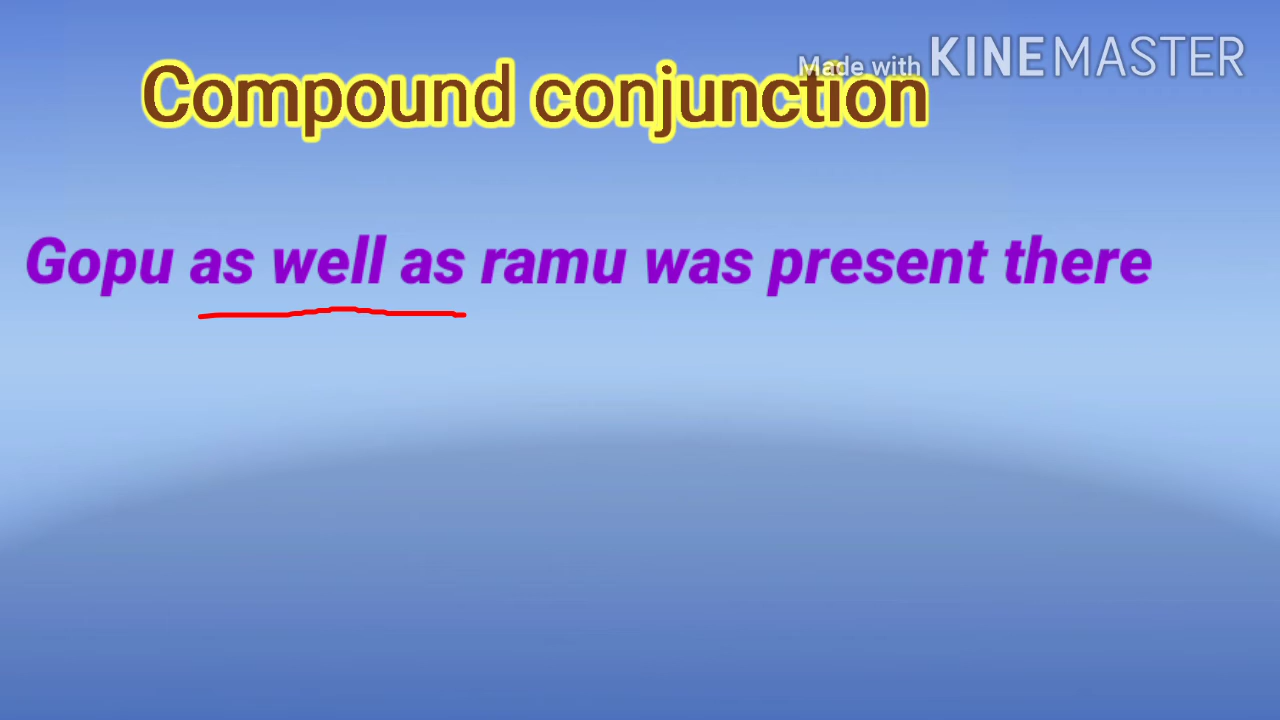 Made with KINEMASTER
Compound conjunction
Gopu as well as ramu was present there